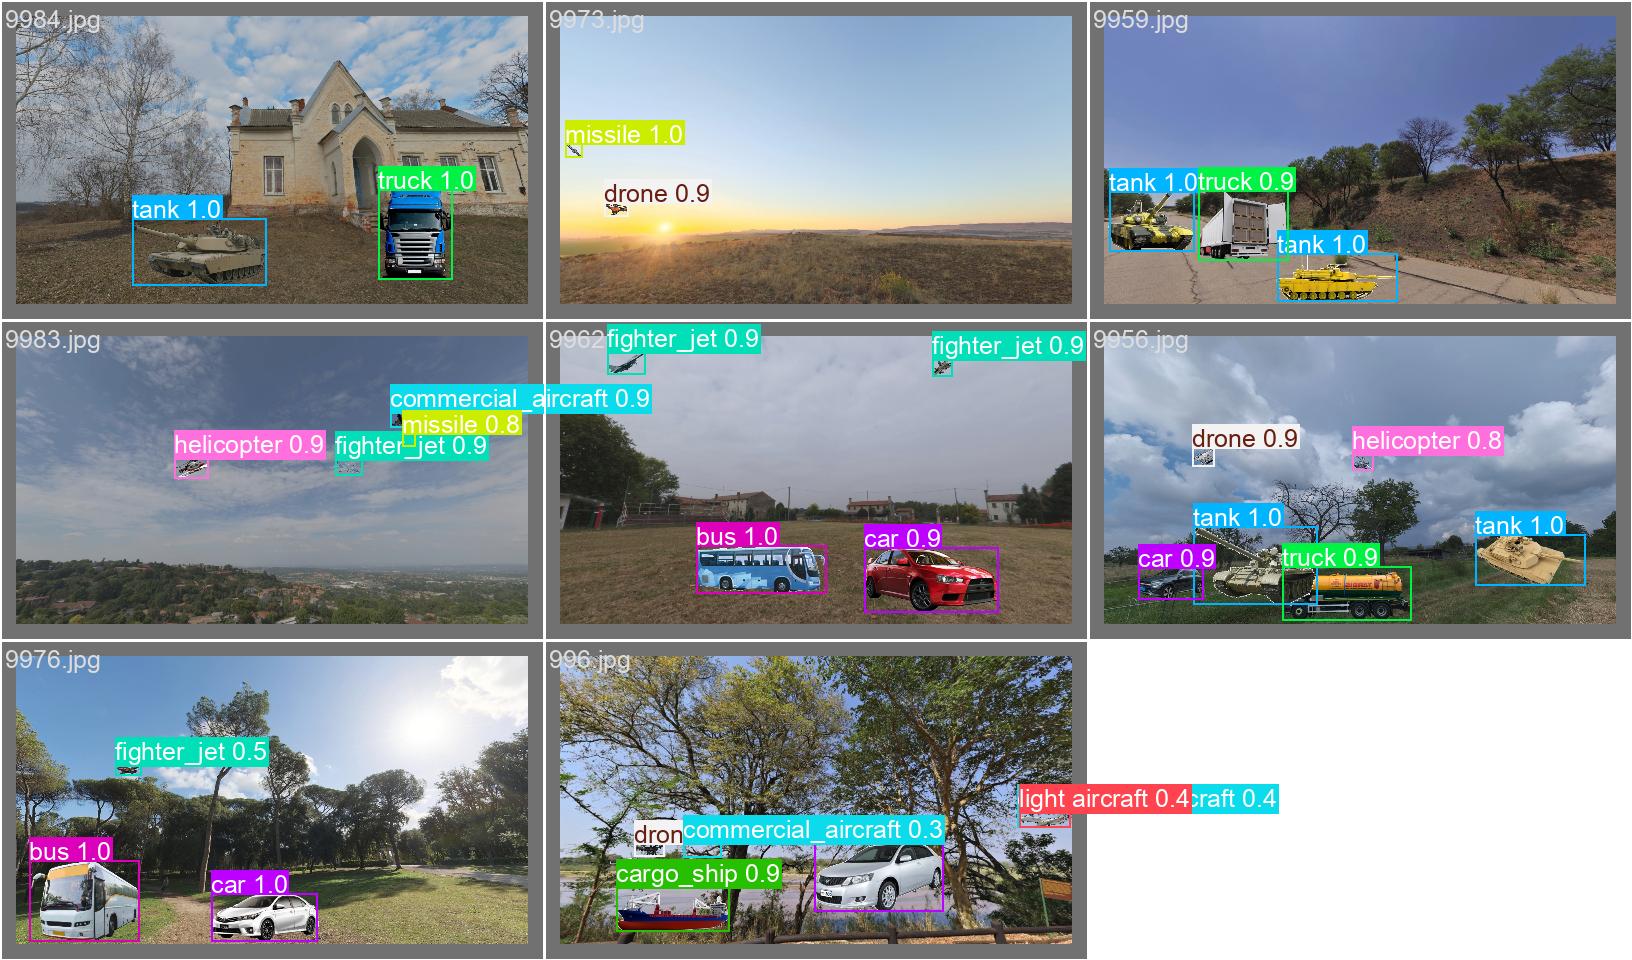 9984.jpg
truck 1.0
tank 1.0
9973.jpg
missile 1.0
drone 0.9
9959.jpg
tank 1.0
truck 0.9
tank 1.0
9983.jpg
commercial_aircraft 0.9
missile 0.8
helicopter 0.9
fighter_jet 0.9
9962
fighter_jet 0.9
fighter_jet 0.9
bus 1.0
car 0.9
9956.jpg
drone 0.9
helicopter 0.8
tank 1.0
tank 1.0
car 0.9
truck 0.9
9976.jpg
fighter_jet 0.5
bus 1.0
car 1.0
996.jpg
light aircraft 0.4
craft 0.4
dron
commercial_aircraft 0.3
cargo_ship 0.9